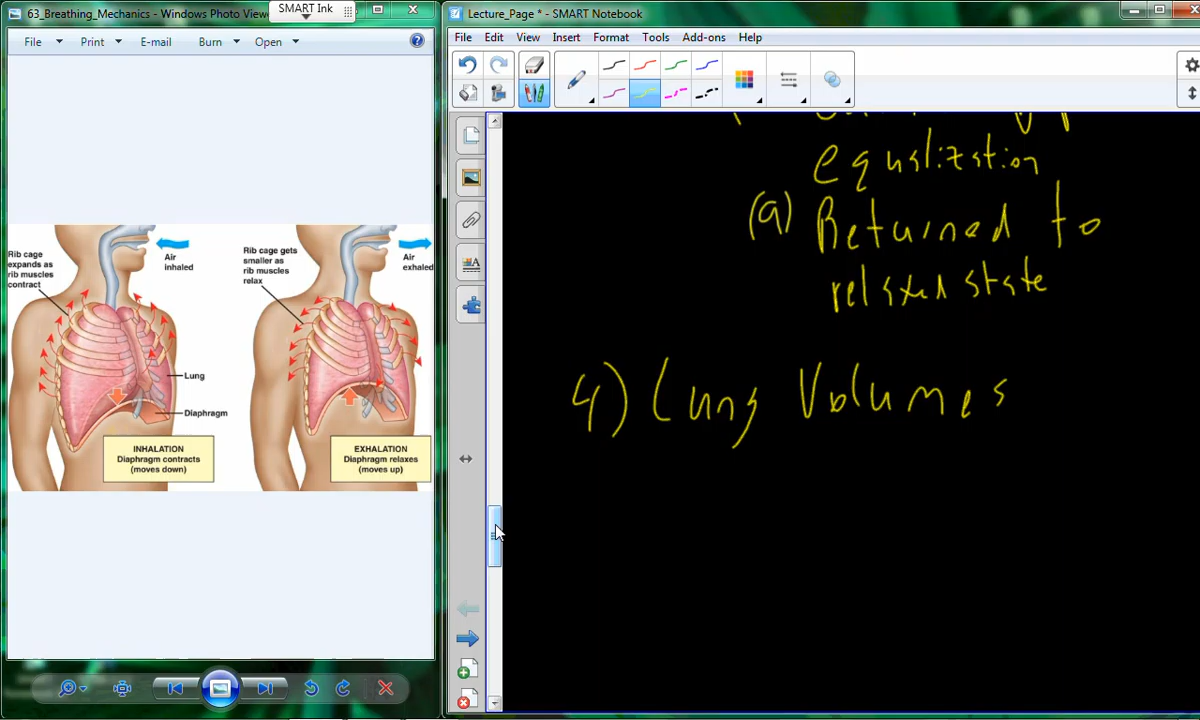 63_Breathing_Mechanics - Windows Photo Viewe
SMART Ink
File Print E-mail Burn Open
Rib cage
expands as
rib muscles
contract
Air
inhaled
Lung
Diaphragm
INHALATION
Diaphragm contracts
(moves down)
Rib cage gets
smaller as
rib muscles
relax
Air
exhaled
EXHALATION
Diaphragm relaxes
(moves up)
Lecture_Page * - SMART Notebook
File Edit View Insert Format Tools Add-ons Help
equalization
(a) Returned to
relaxed state
4) Lung Volumes